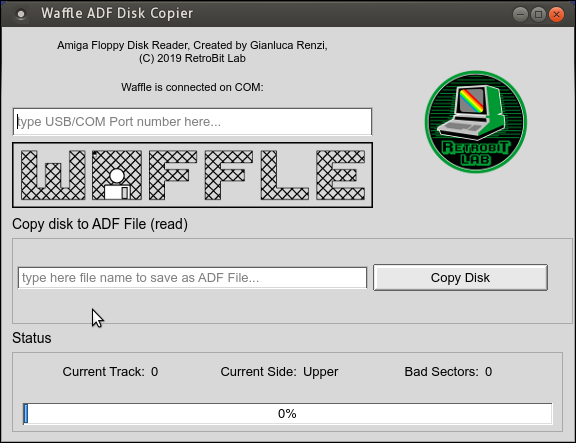 Waffle ADF Disk Copier
Amiga Floppy Disk Reader, Created by Gianluca Renzi,
(C) 2019 RetroBit Lab
Waffle is connected on COM:
type USB/COM Port number here...
RETROBIT
LAB
WAFFLE
Copy disk to ADF File (read)
type here file name to save as ADF File...
Copy Disk
Status
Current Track: 0
Current Side: Upper
Bad Sectors: 0
0%